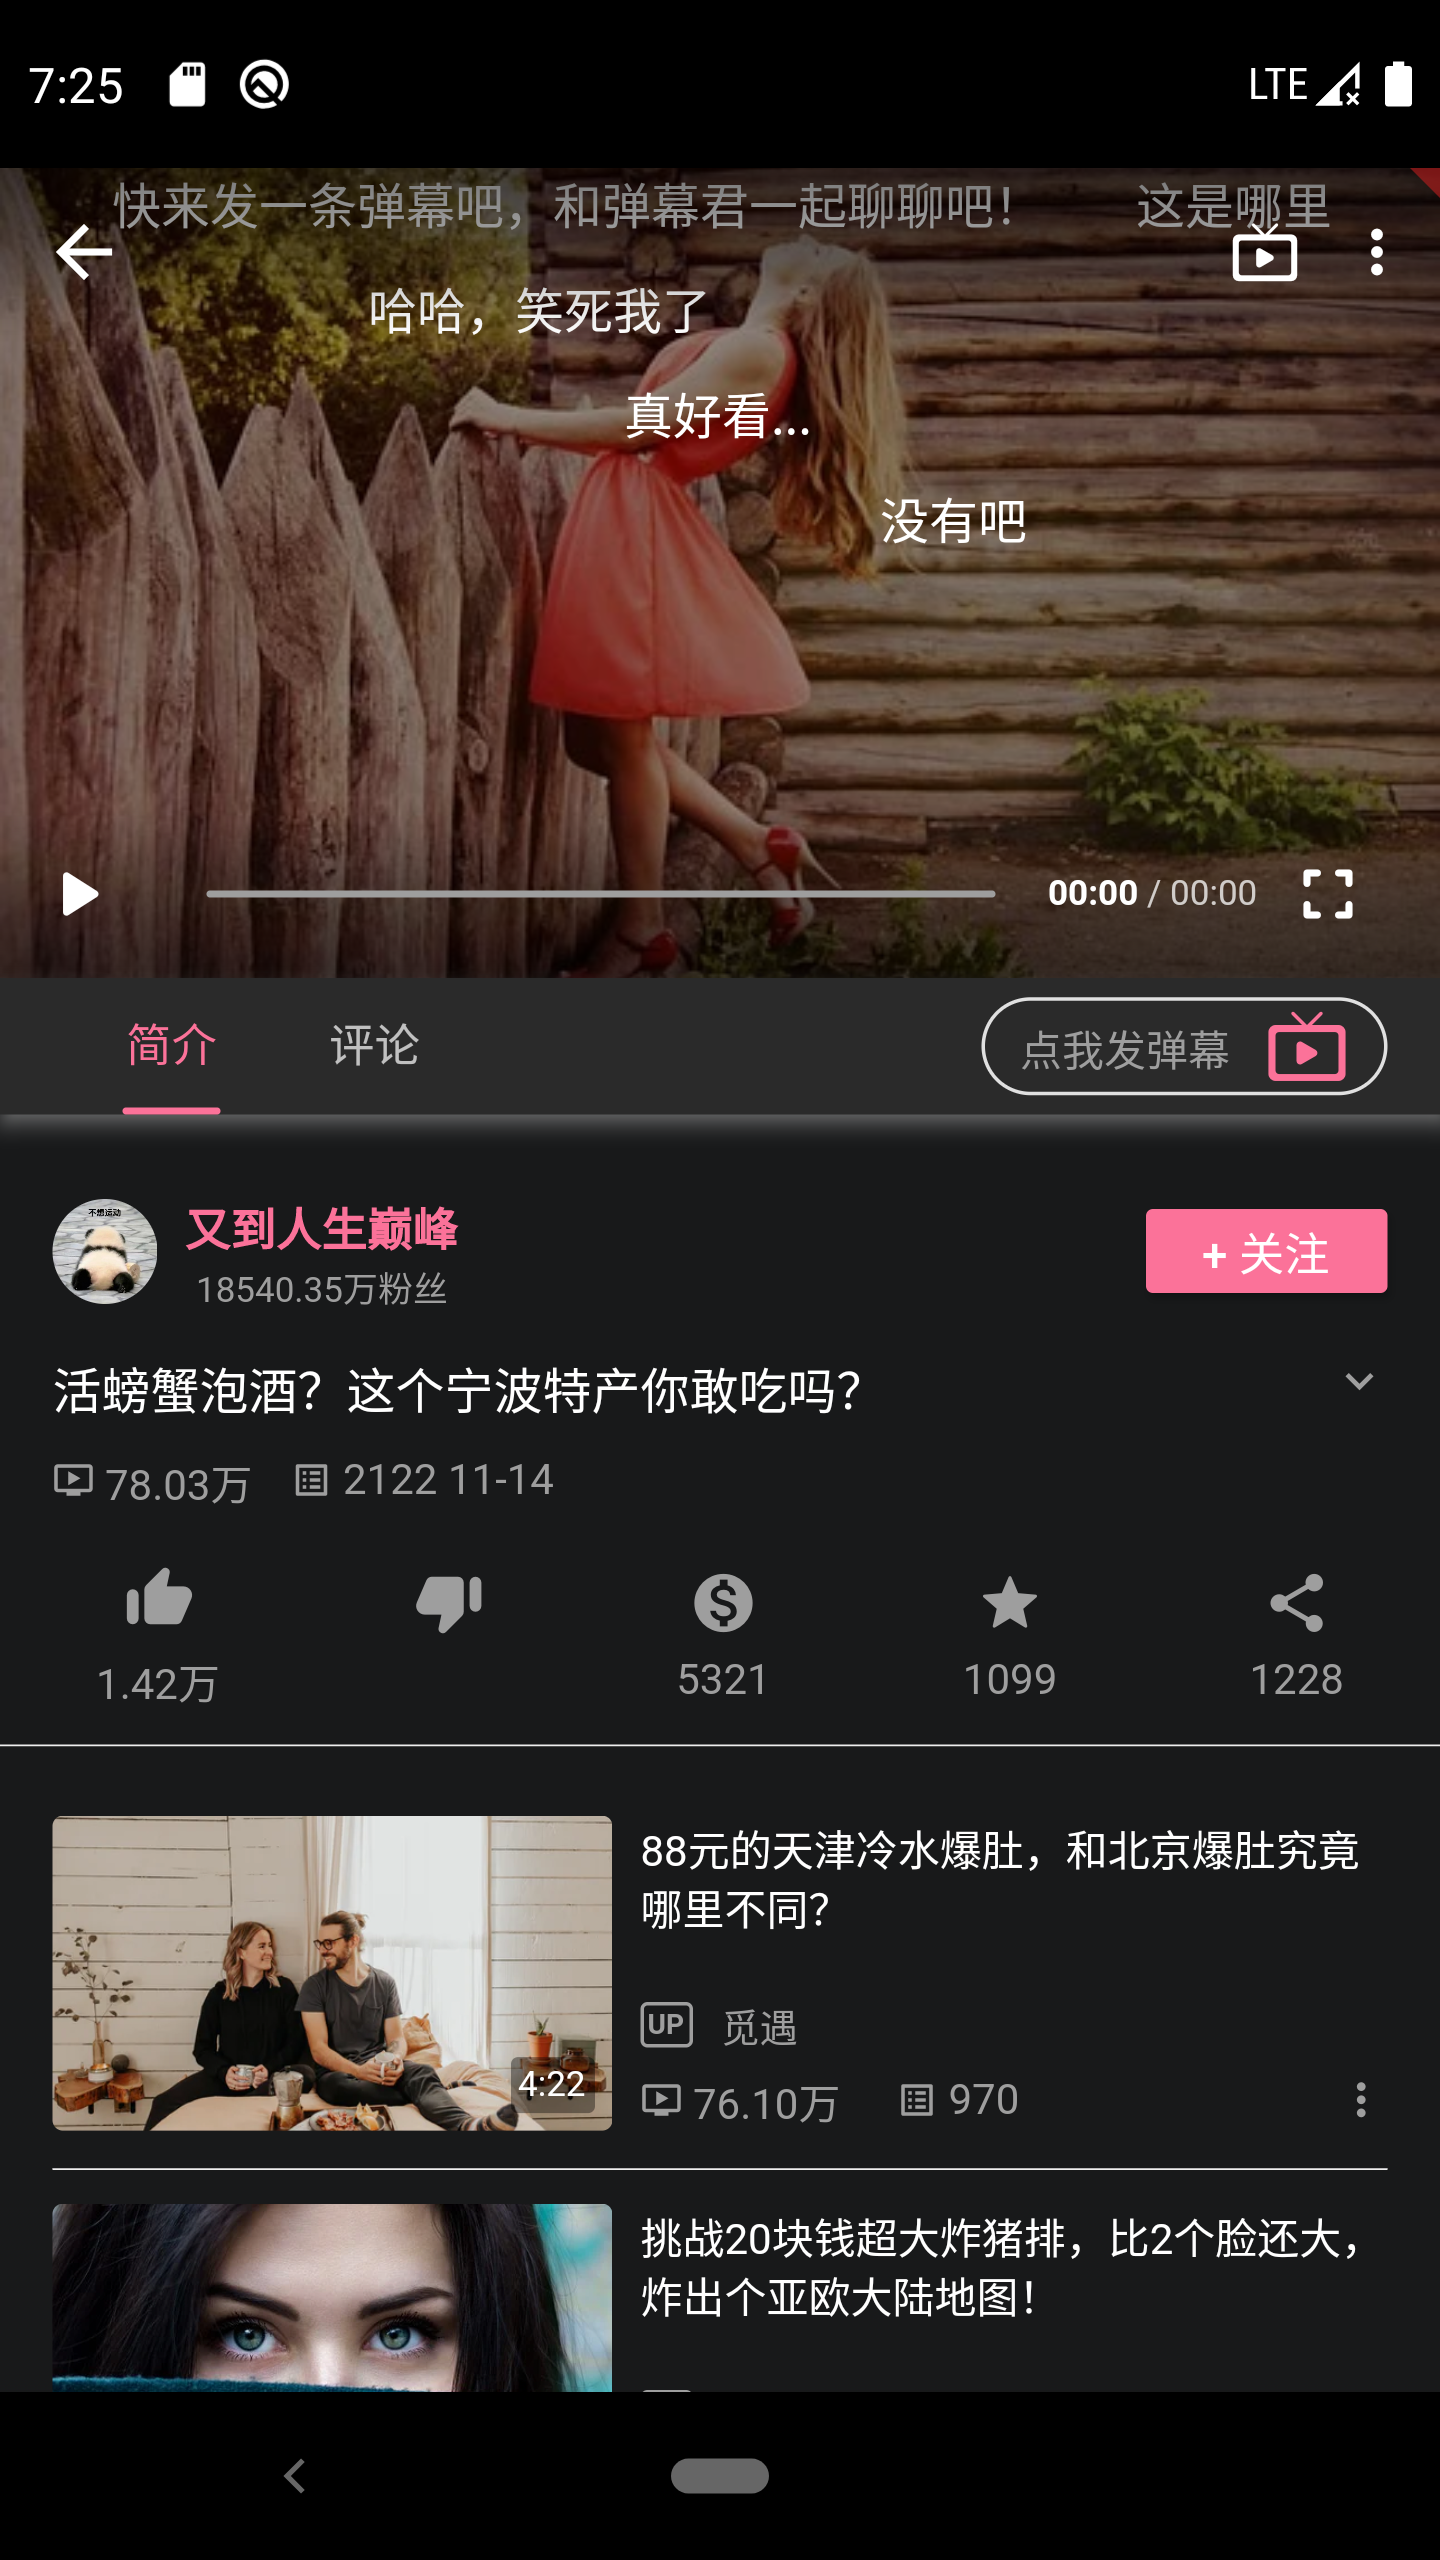 7:25
LTE
快来发一条弹幕吧，和弹幕君一起聊聊吧！ 这是哪里
哈哈，笑死我了
真好看...
没有吧
00:00 / 00:00
简介 评论 点我发弹幕
不想运动
又到人生巅峰
18540.35万粉丝
+ 关注
活螃蟹泡酒？这个宁波特产你敢吃吗？
78.03万 2122 11-14
1.42万 5321 1099 1228
88元的天津冷水爆肚，和北京爆肚究竟
哪里不同？
4:22
UP 觅遇
76.10万 970
挑战20块钱超大炸猪排，比2个脸还大，
炸出个亚欧大陆地图！